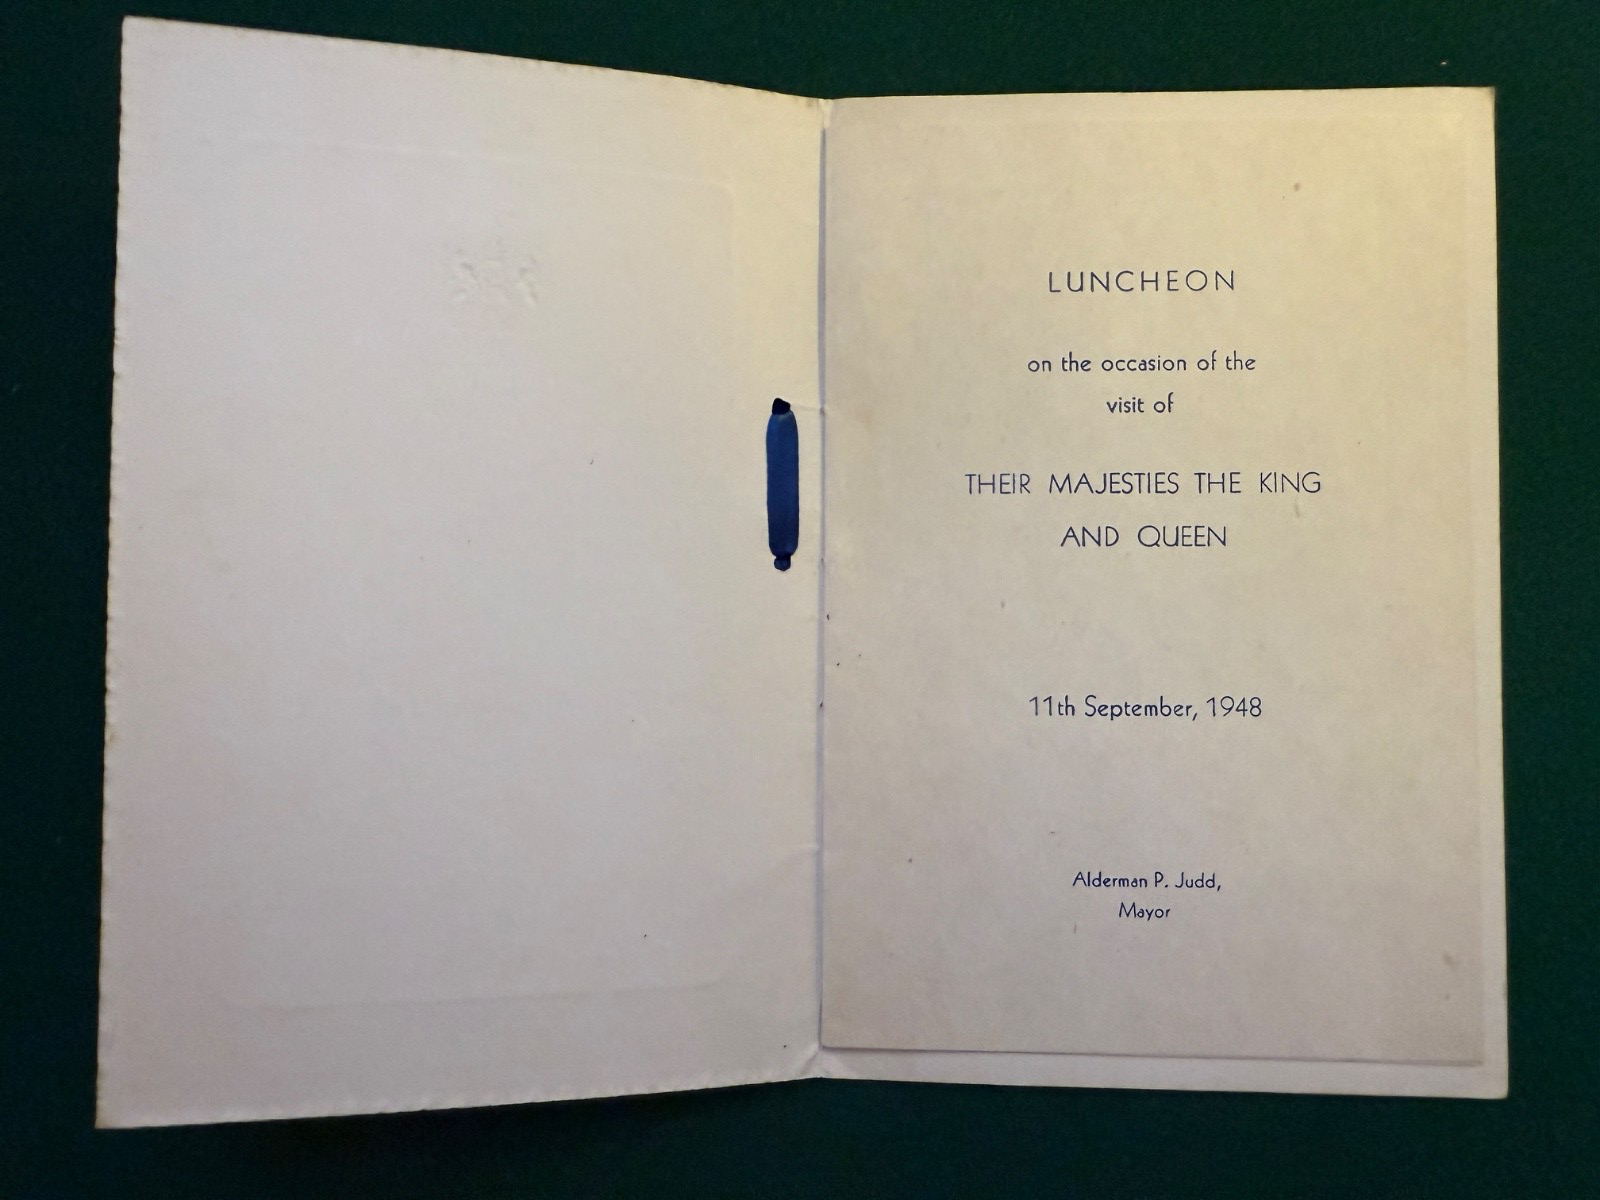 LUNCHEON
on the occasion of the
visit of
THEIR MAJESTIES THE KING
AND QUEEN
11th September, 1948
Alderman P. Judd,
Mayor